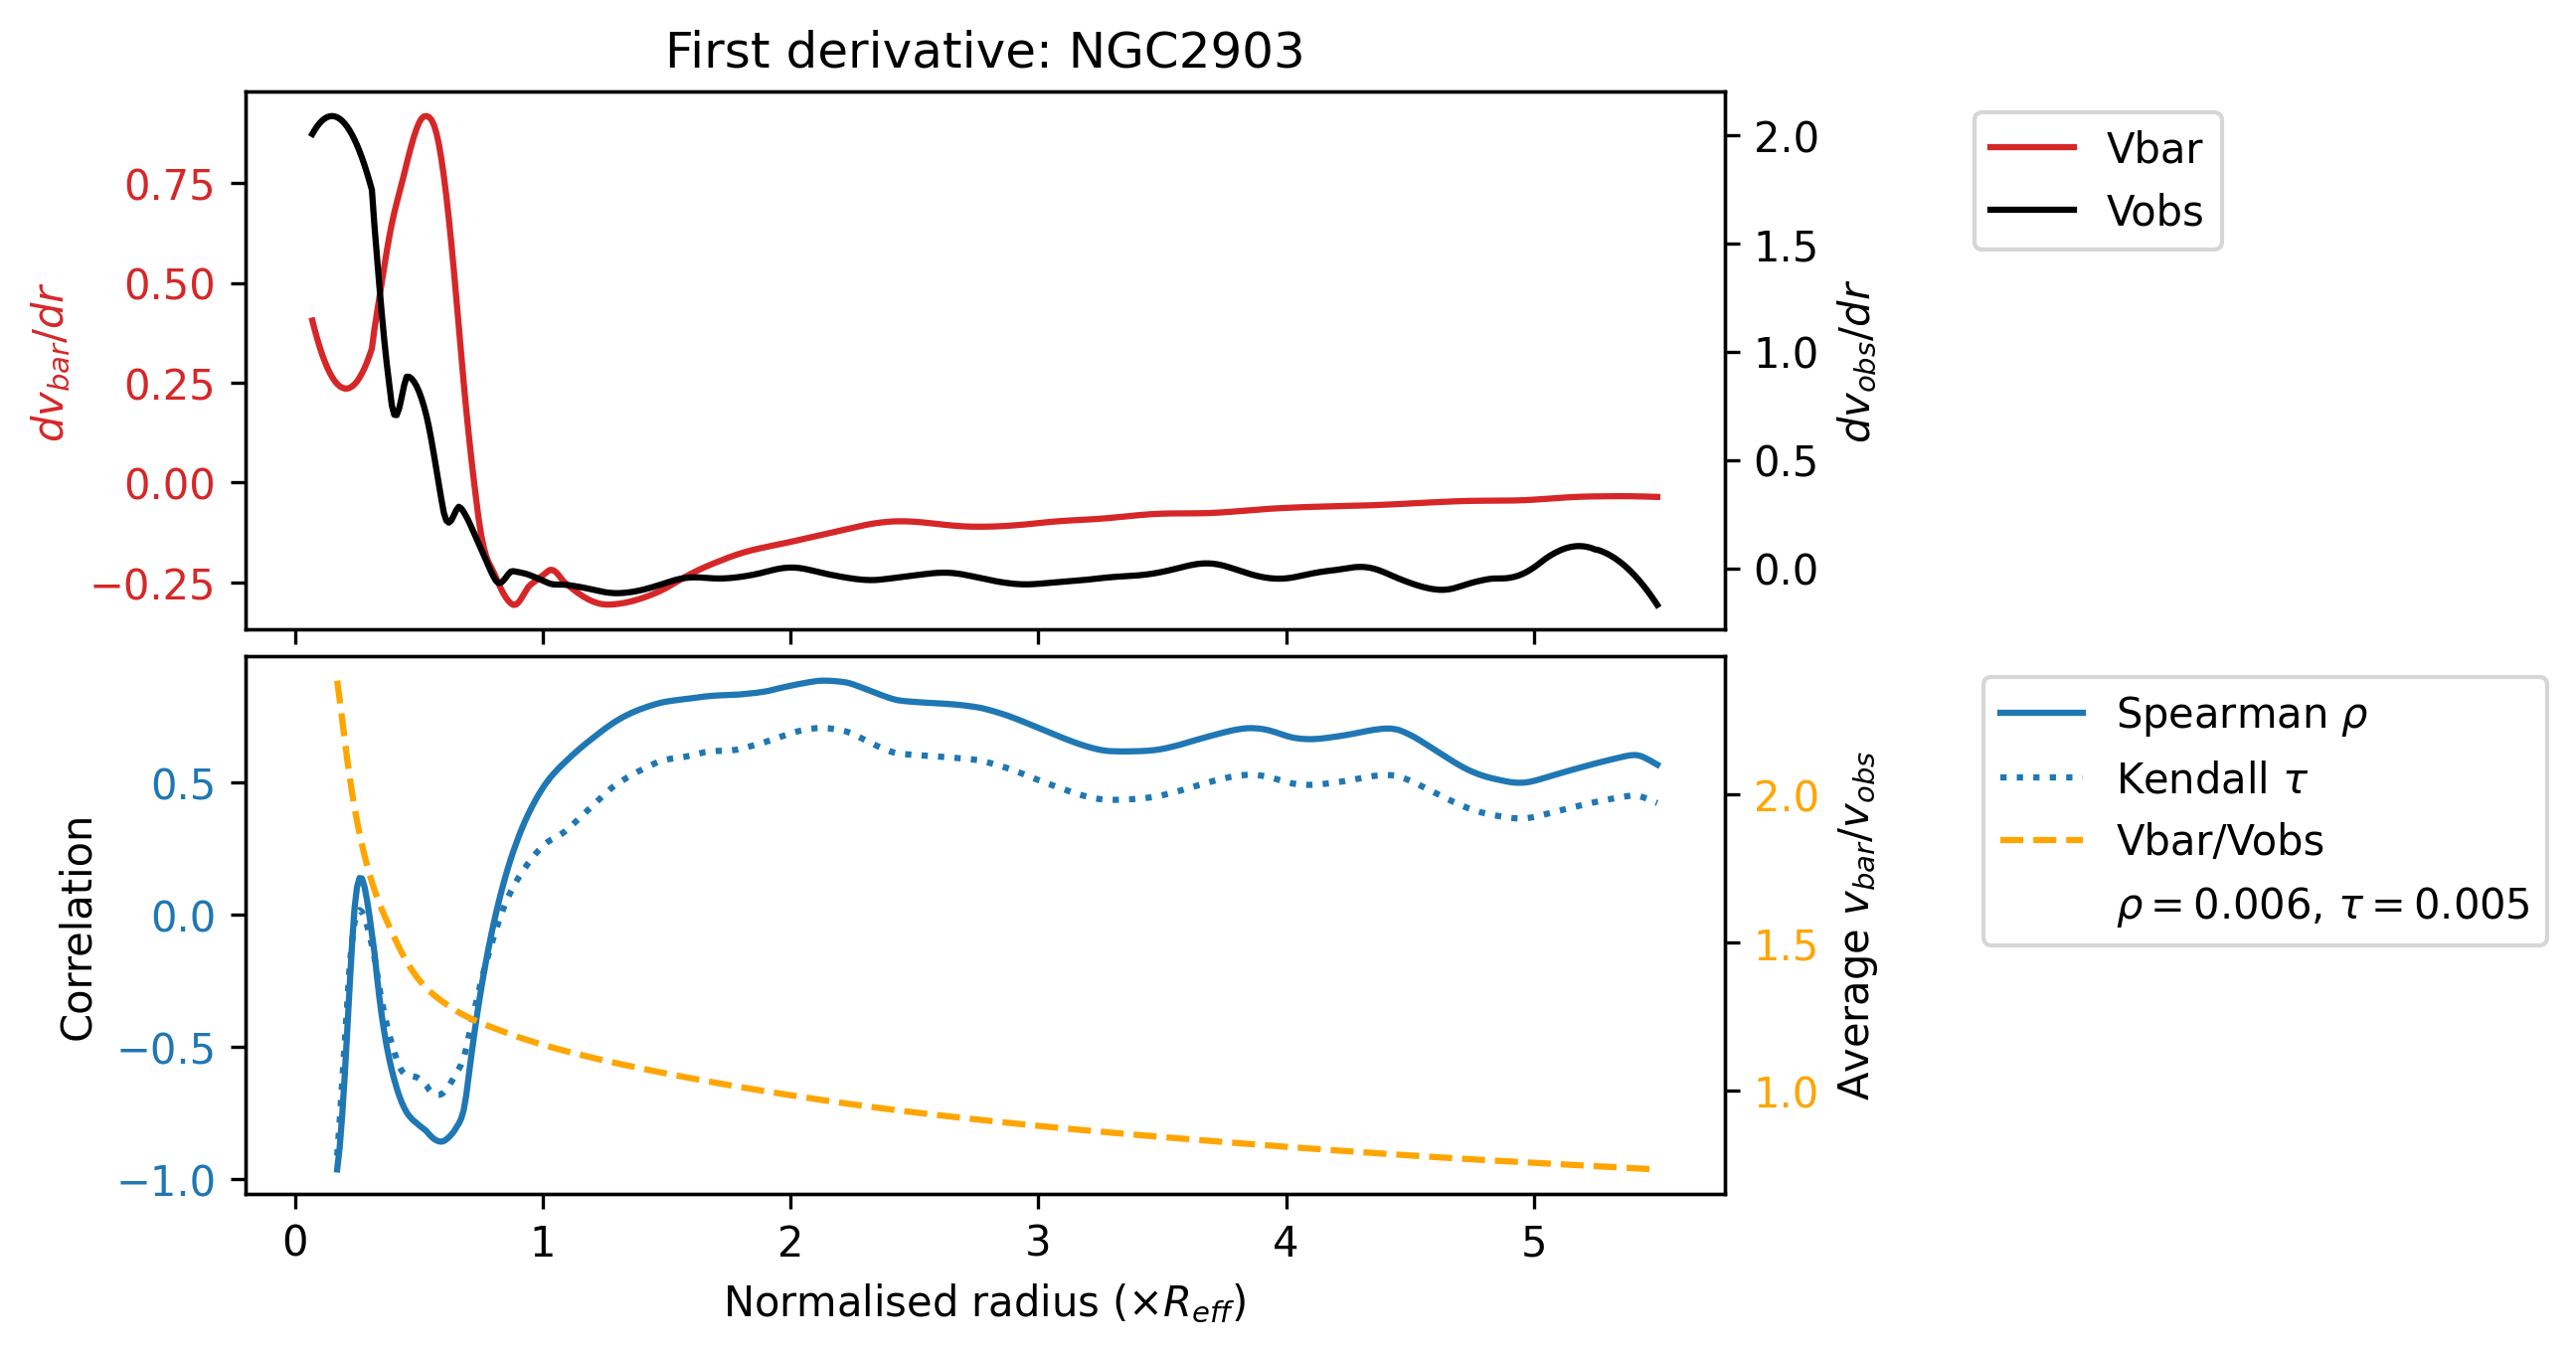 First derivative: NGC2903
dv_bar/dr
0.75
0.50
0.25
0.00
−0.25
2.0
1.5
1.0
0.5
0.0
dv_obs/dr
Vbar
Vobs
Correlation
0.5
0.0
−0.5
−1.0
2.0
1.5
1.0
Average v_bar/v_obs
Spearman ρ
Kendall τ
Vbar/Vobs
ρ = 0.006, τ = 0.005
0 1 2 3 4 5
Normalised radius (×R_eff)